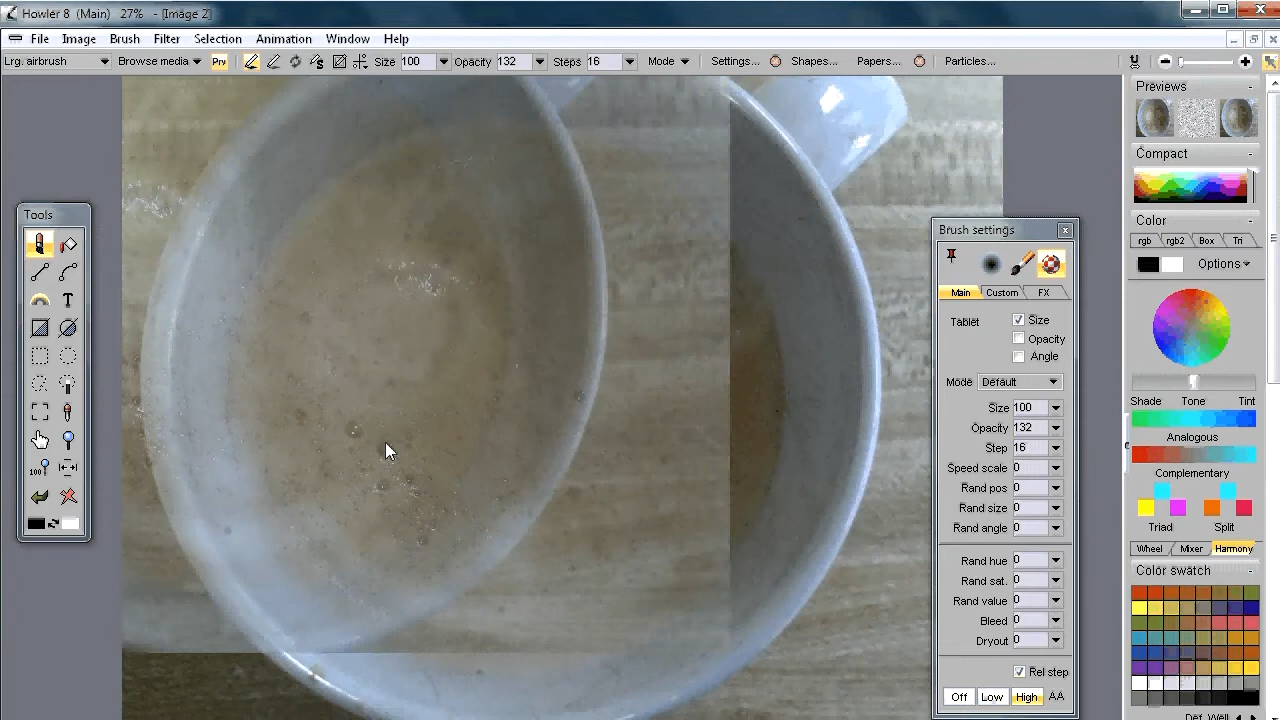 Howler 8 (Main) 27% - [Image 2]
File Image Brush Filter Selection Animation Window Help
Lrg. airbrush Browse media Prv Size 100 Opacity 132 Step 16 Mode Settings... Shapes... Papers... Particles...
Tools
T
100
Brush settings
Main Custom FX
Tablet Size
Opacity
Angle
Mode Default
Size 100
Opacity 132
Step 16
Speed scale 0
Rand pos 0
Rand size 0
Rand angle 0
Rand hue 0
Rand sat. 0
Rand value 0
Bleed 0
Dryout 0
Rel step
Off Low High AA
Previews -
Compact -
Color -
rgb rgb2 Box Tri
Options
Shade Tone Tint
Analogous
Complementary
Triad Split
Wheel Mixer Harmony
Color swatch -
Def. Well